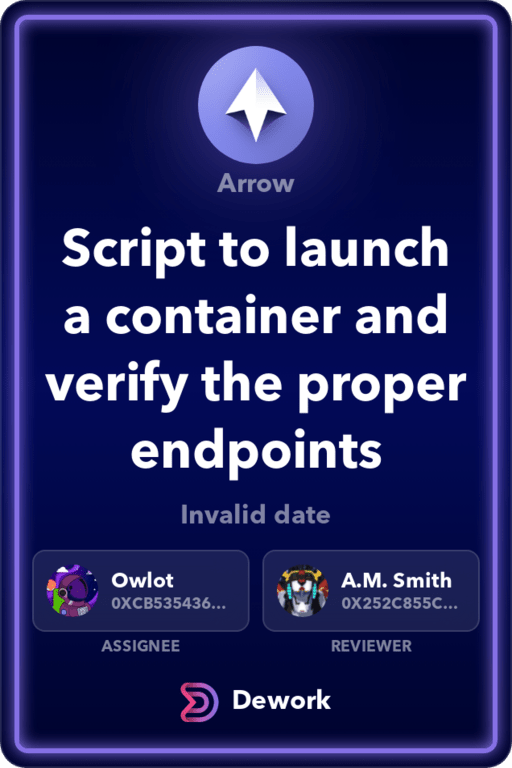 Arrow
Script to launch
a container and
verify the proper
endpoints
Invalid date
Owlot
0XCB535436...
A.M. Smith
0X252C855C...
ASSIGNEE
REVIEWER
Dework